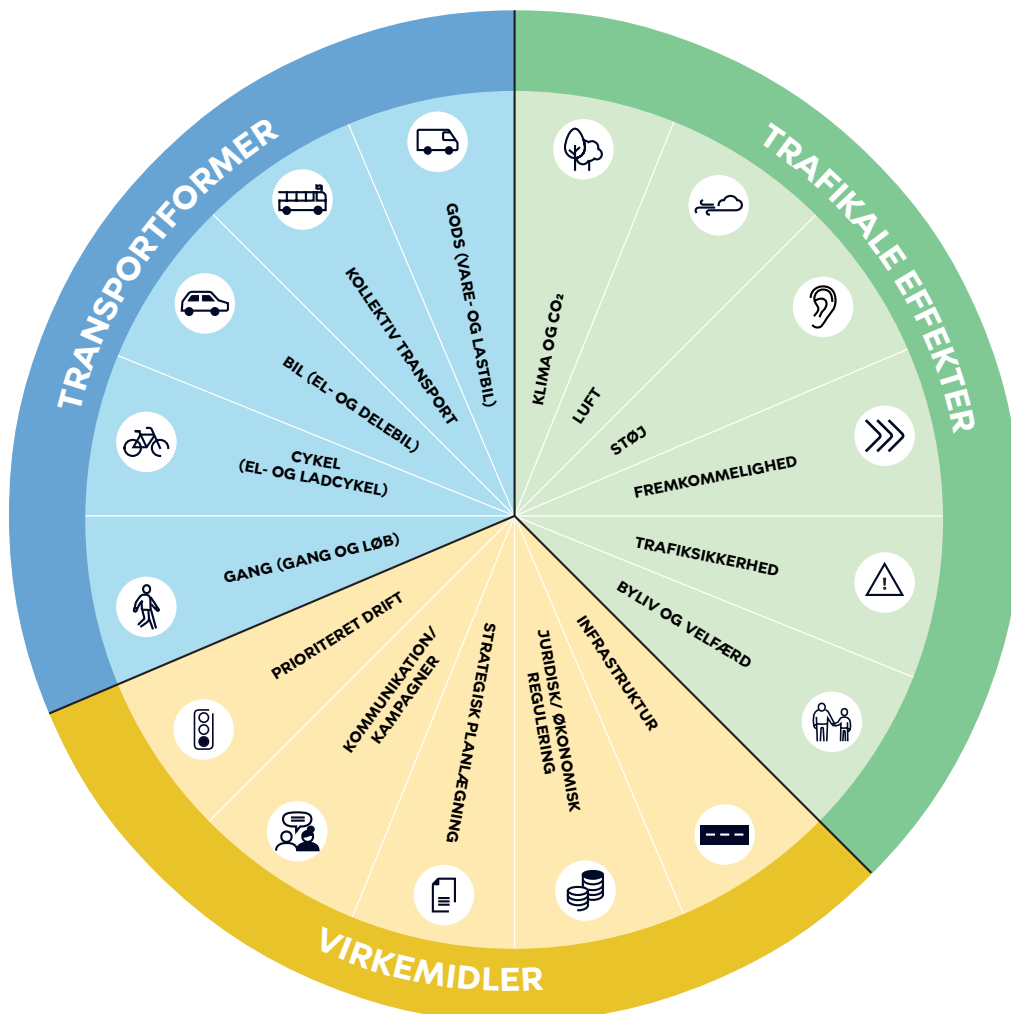 TRANSPORTFORMER
GODS (VARE- OG LASTBIL)
KOLLEKTIV TRANSPORT
BIL (EL- OG DELEBIL)
CYKEL
(EL- OG LADCYKEL)
GANG (GANG OG LØB)
TRAFIKALE EFFEKTER
KLIMA OG CO₂
LUFT
STØJ
FREMKOMMELIGHED
TRAFIKSIKKERHED
!
BYLIV OG VELFÆRD
VIRKEMIDLER
INFRASTRUKTUR
JURIDISK/ ØKONOMISK
REGULERING
STRATEGISK PLANLÆGNING
KOMMUNIKATION/
KAMPAGNER
PRIORITERET DRIFT